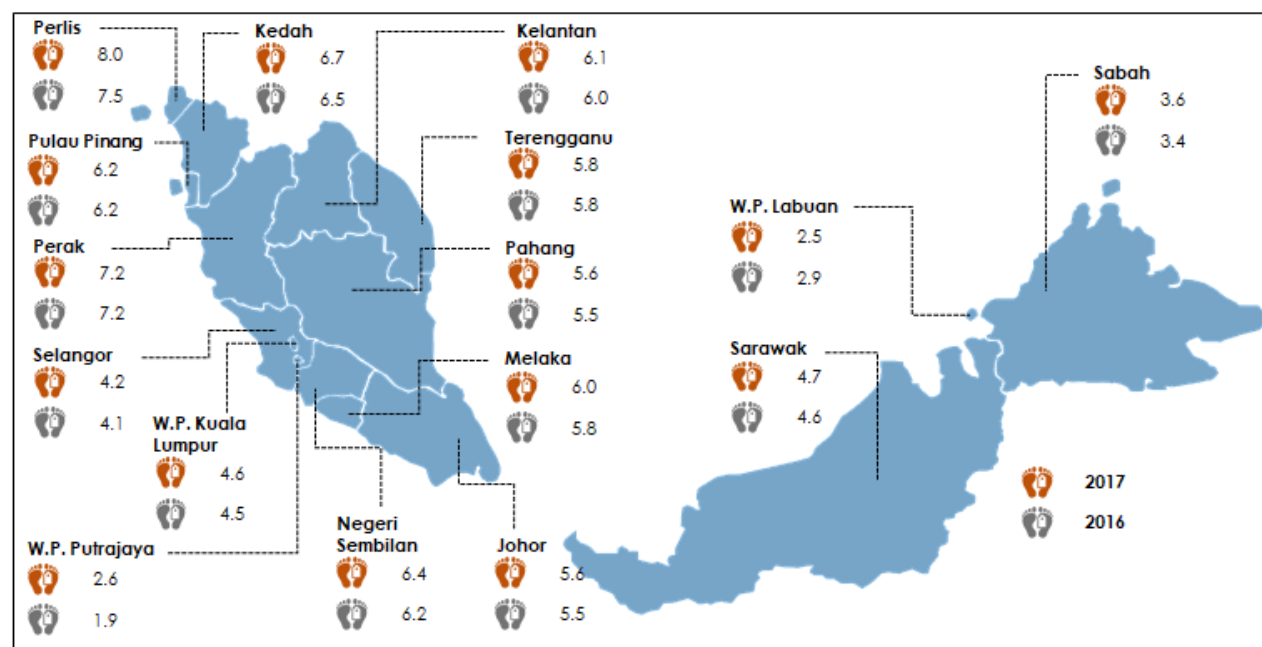 Perlis
8.0
7.5
Kedah
6.7
6.5
Kelantan
6.1
6.0
Sabah
3.6
3.4
Pulau Pinang
6.2
6.2
Terengganu
5.8
5.8
W.P. Labuan
2.5
2.9
Perak
7.2
7.2
Pahang
5.6
5.5
Selangor
4.2
4.1
Melaka
6.0
5.8
Sarawak
4.7
4.6
W.P. Kuala
Lumpur
4.6
4.5
W.P. Putrajaya
2.6
1.9
Negeri
Sembilan
6.4
6.2
Johor
5.6
5.5
2017
2016